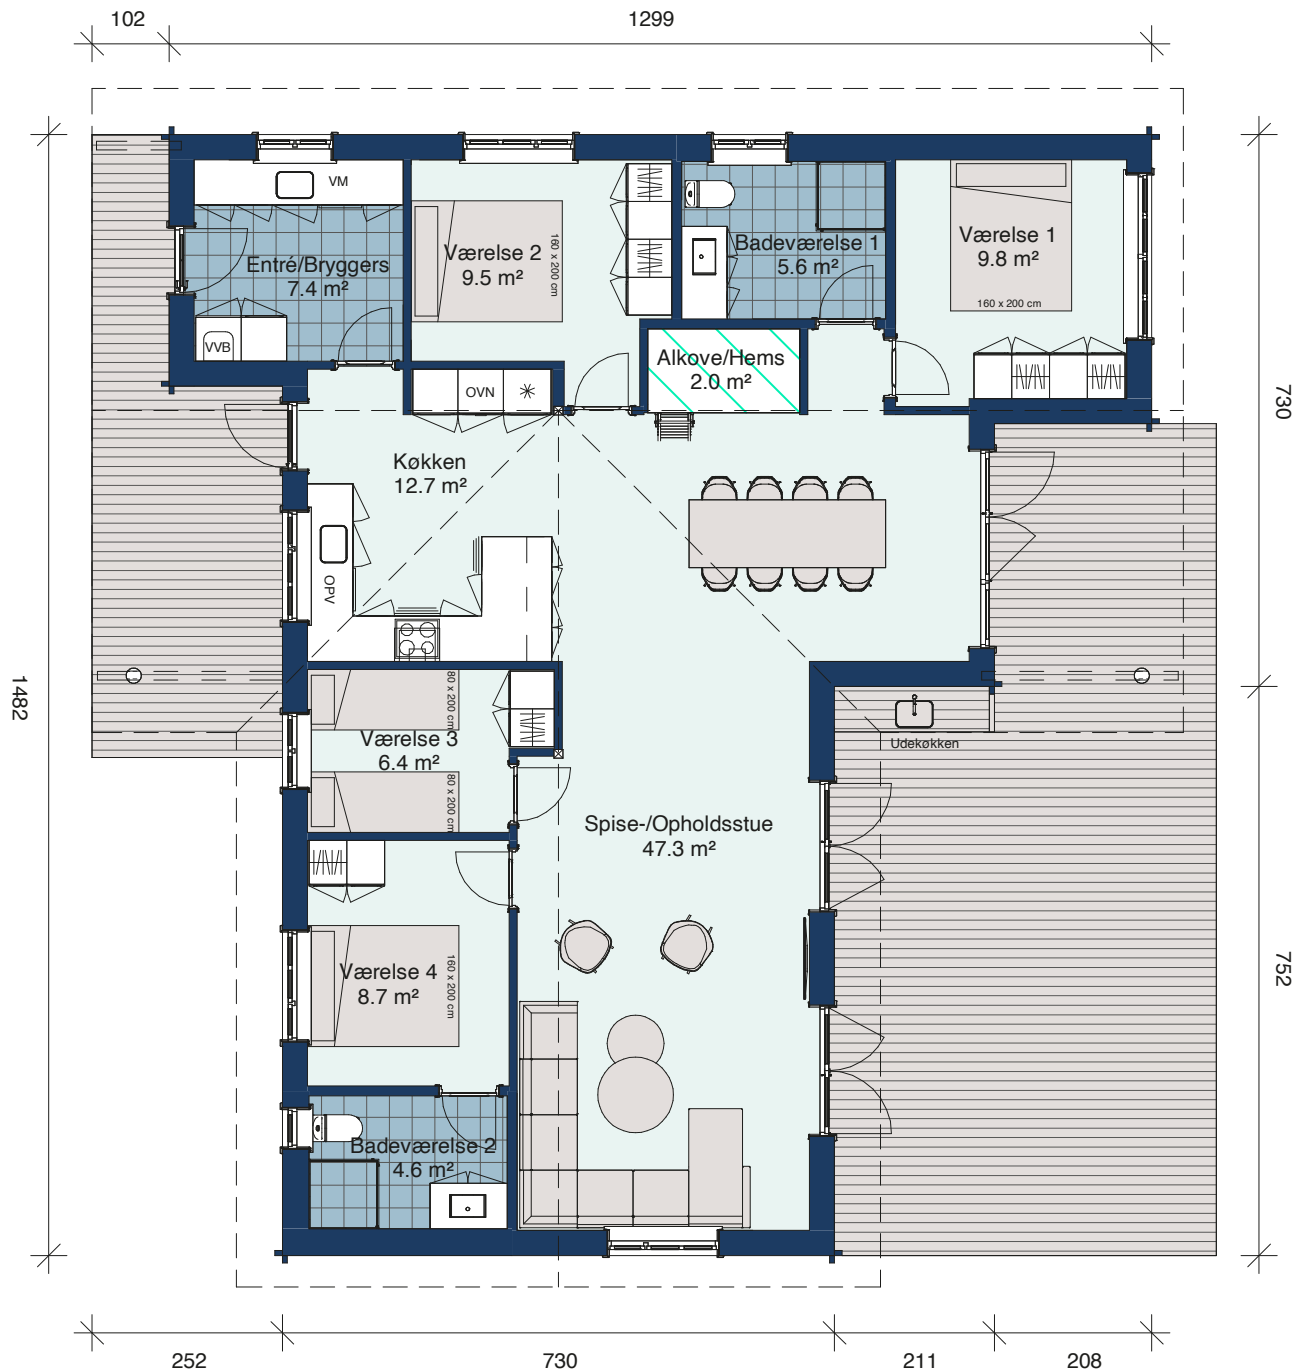 102
1299
VM
Værelse 2
9.5 m²
160 x 200 cm
Badeværelse 1
5.6 m²
Værelse 1
9.8 m²
160 x 200 cm
Entré/Bryggers
7.4 m²
VVB
Alkove/Hems
2.0 m²
OVN
730
Køkken
12.7 m²
OPV
1482
80 x 200 cm
Værelse 3
6.4 m²
80 x 200 cm
Udekøkken
Spise-/Opholdsstue
47.3 m²
Værelse 4
8.7 m²
160 x 200 cm
752
Badeværelse 2
4.6 m²
252
730
211
208